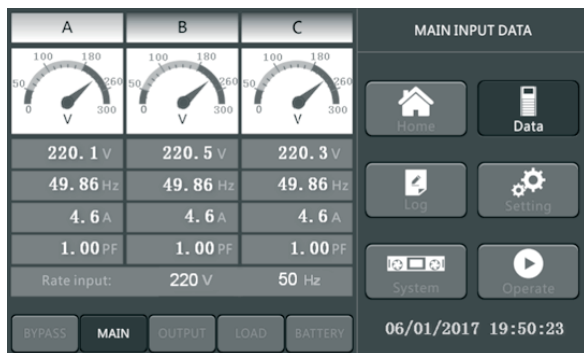 A B C
MAIN INPUT DATA
100 180 100 180 100 180
50 260 50 260 50 260
0 300 0 300 0 300
V V V
Home Data
220.1 V 220.5 V 220.3 V
49.86 Hz 49.86 Hz 49.86 Hz
4.6 A 4.6 A 4.6 A
Log Setting
1.00 PF 1.00 PF 1.00 PF
Rate input: 220 V 50 Hz
System Operate
BYPASS MAIN OUTPUT LOAD BATTERY
06/01/2017 19:50:23